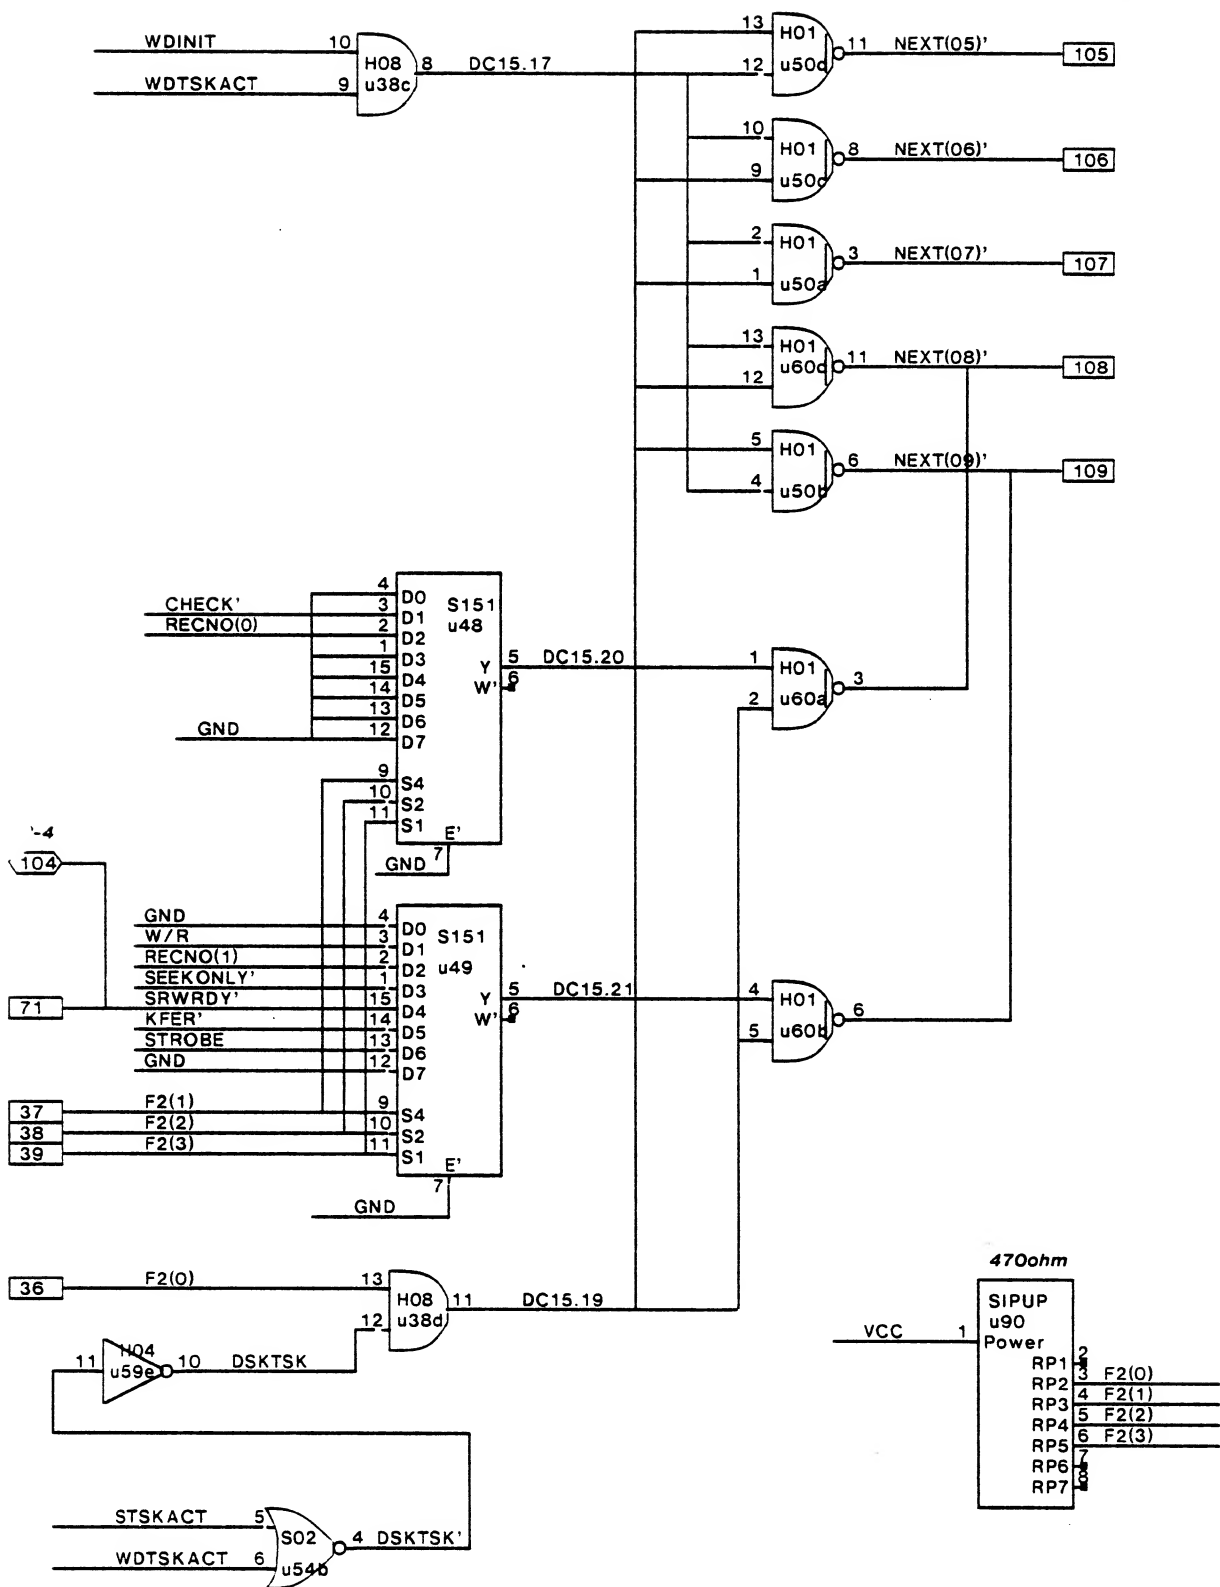 WDINIT 10
WDTSKACT 9
H08
u38c
8 DC15.17
13 H01
12 u50d
11 NEXT(05)' 105
10 H01
9 u50c
8 NEXT(06)' 106
2 H01
1 u50a
3 NEXT(07)' 107
13 H01
12 u60d
11 NEXT(08)' 108
5 H01
4 u50b
6 NEXT(09)' 109
S151
u48
4 D0
CHECK' 3 D1
RECNO(0) 2 D2
1 D3
15 D4
14 D5
13 D6
GND 12 D7
9 S4
10 S2
11 S1
E'
7
GND
Y 5 DC15.20
W' 6
1 H01
2 u60a
3
'-4
104
S151
u49
GND 4 D0
W/R 3 D1
RECNO(1) 2 D2
SEEKONLY' 1 D3
71 SRWRDY' 15 D4
KFER' 14 D5
STROBE 13 D6
GND 12 D7
37 F2(1) 9 S4
38 F2(2) 10 S2
39 F2(3) 11 S1
E'
7
GND
Y 5 DC15.21
W' 6
4 H01
5 u60b
6
36 F2(0) 13
12
H08
u38d
11 DC15.19
11 H04
u59e
10 DSKTSK
STSKACT 5
WDTSKACT 6
S02
u54b
4 DSKTSK'
470ohm
SIPUP
u90
VCC 1 Power
RP1 2
RP2 3 F2(0)
RP3 4 F2(1)
RP4 5 F2(2)
RP5 6 F2(3)
RP6 7
RP7 8